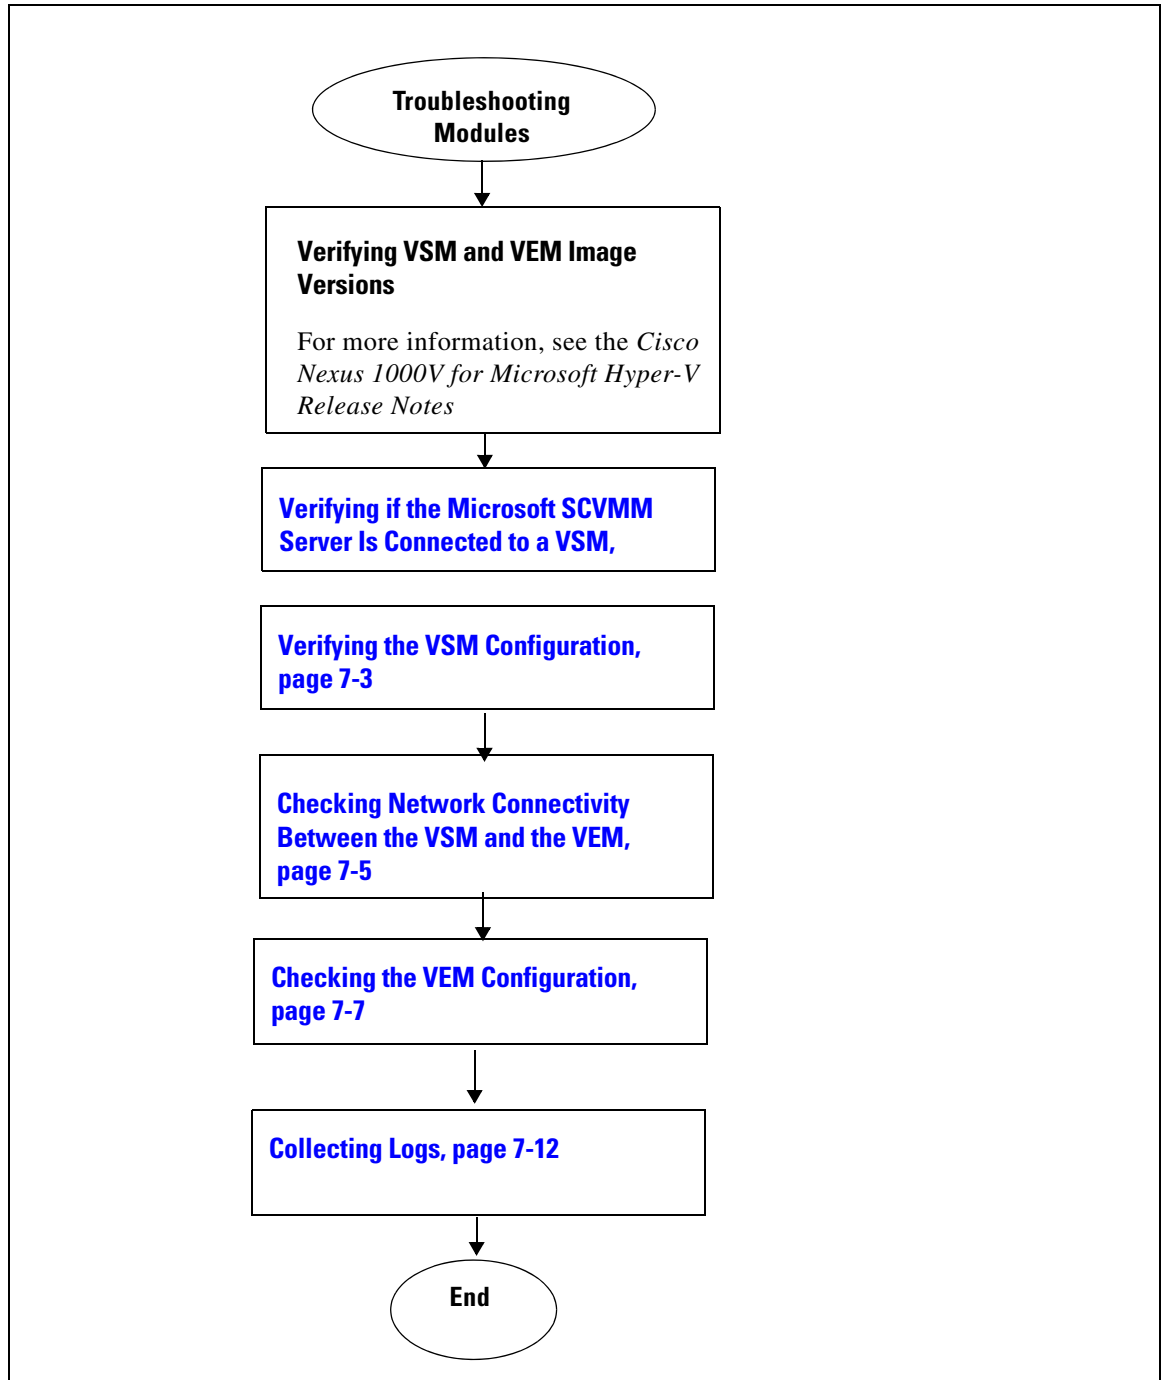 Troubleshooting
Modules
Verifying VSM and VEM Image
Versions
For more information, see the Cisco
Nexus 1000V for Microsoft Hyper-V
Release Notes
Verifying if the Microsoft SCVMM
Server Is Connected to a VSM,
Verifying the VSM Configuration,
page 7-3
Checking Network Connectivity
Between the VSM and the VEM,
page 7-5
Checking the VEM Configuration,
page 7-7
Collecting Logs, page 7-12
End